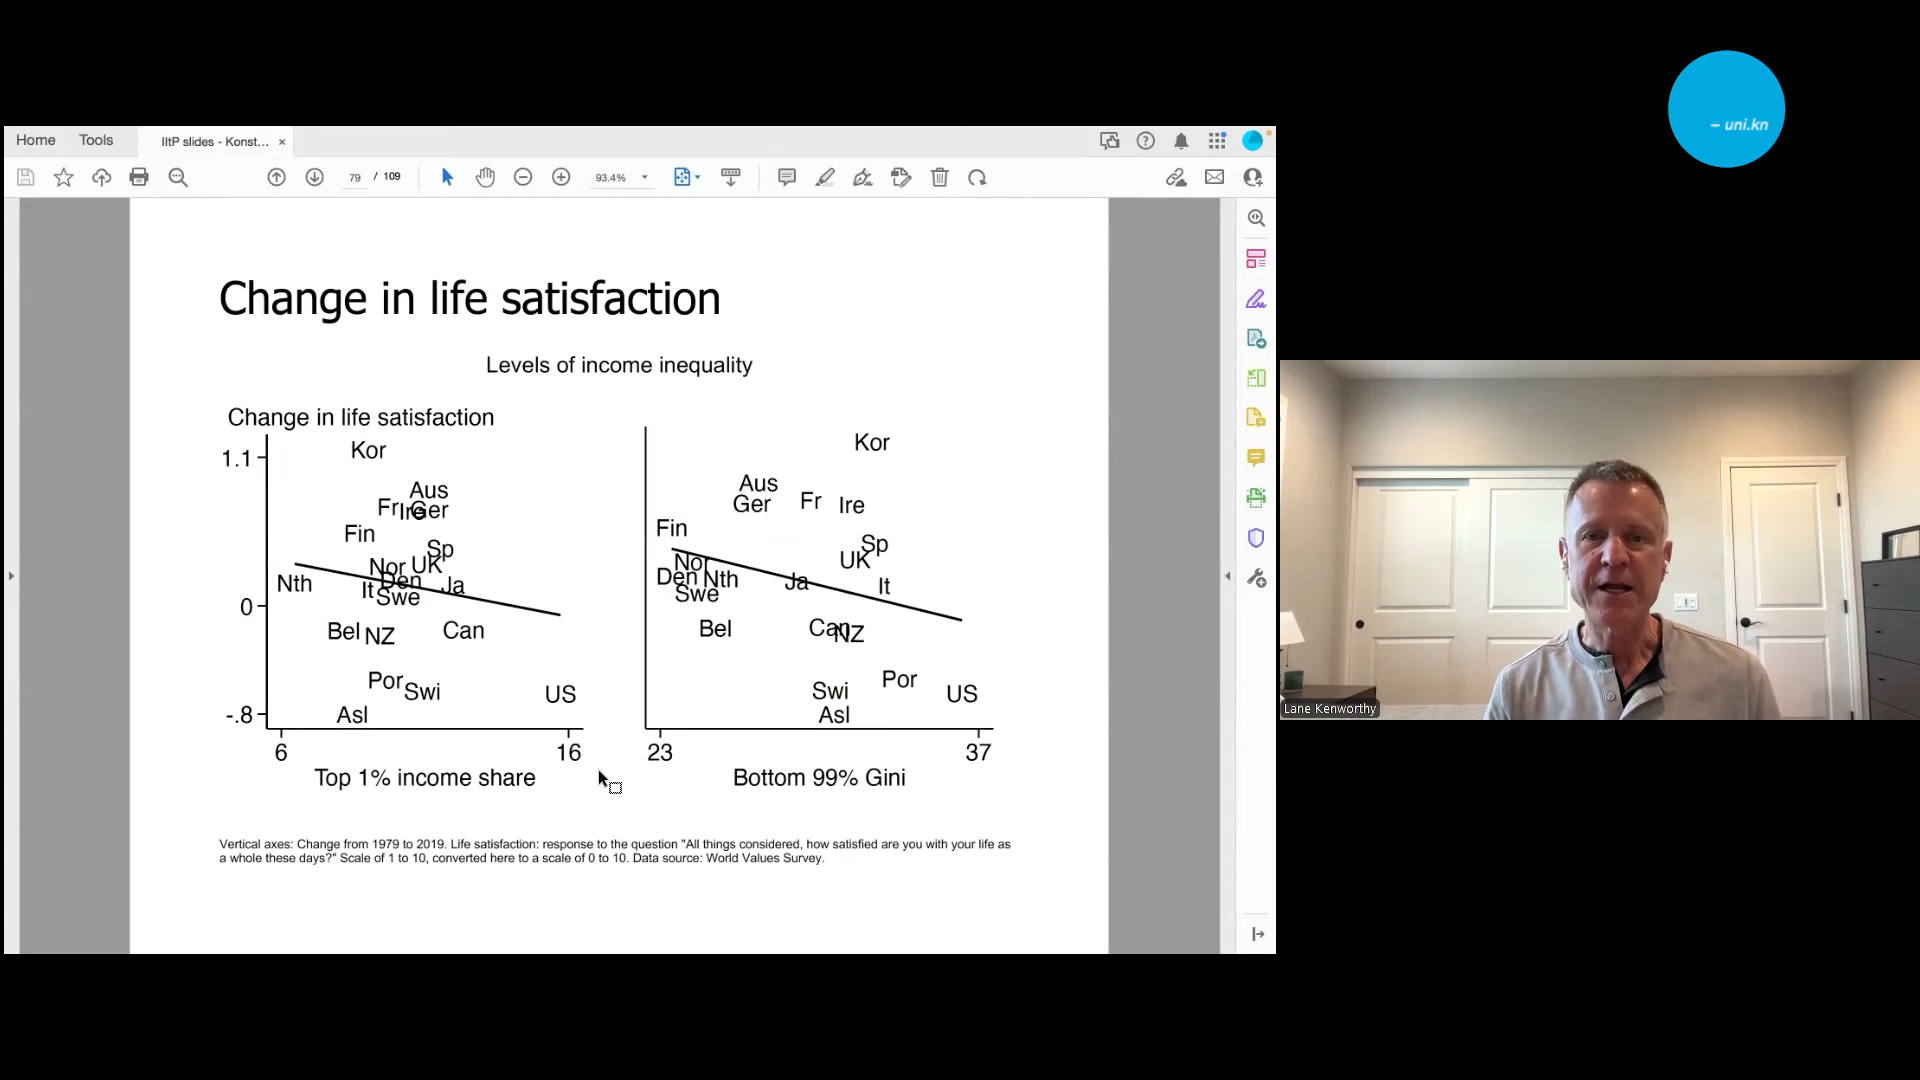 – uni.kn
Home Tools IItP slides - Konst... ×
79 / 109 93.4%
Change in life satisfaction
Levels of income inequality
Change in life satisfaction
1.1
0
-.8
Kor
Aus
Fr Ire Ger
Fin
Sp
Nor UK
Nth Den Ja
It Swe
Bel NZ Can
Por Swi US
Asl
6 16
Top 1% income share
Kor
Aus
Ger Fr Ire
Fin
Sp
Nor UK
Den Nth Ja It
Swe
Bel Can NZ
Swi Por US
Asl
23 37
Bottom 99% Gini
Vertical axes: Change from 1979 to 2019. Life satisfaction: response to the question "All things considered, how satisfied are you with your life as
a whole these days?" Scale of 1 to 10, converted here to a scale of 0 to 10. Data source: World Values Survey.
Lane Kenworthy